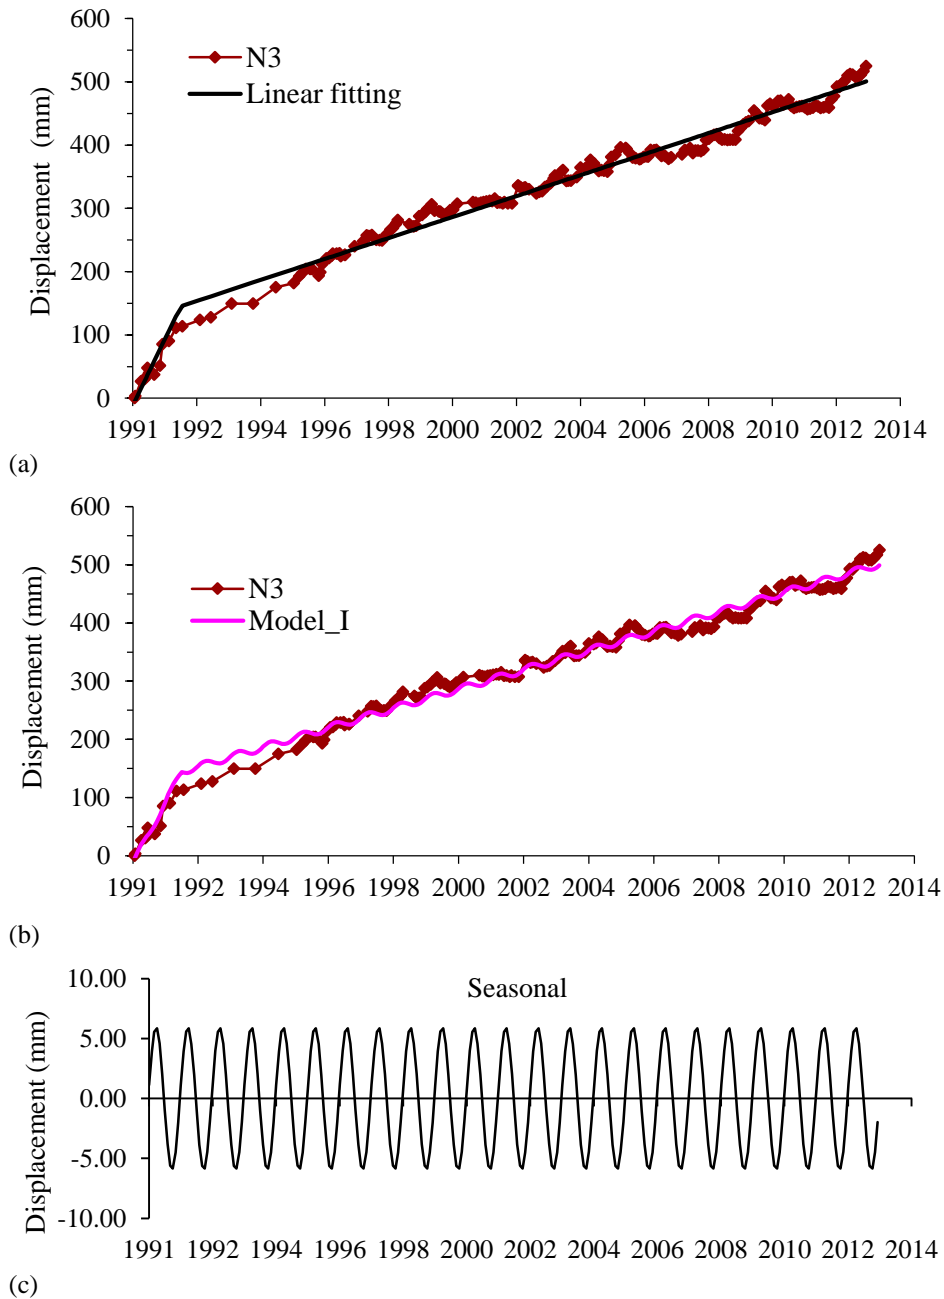 600
N3
500
Linear fitting
400
300
200
100
0
Displacement (mm)
1991 1992 1994 1996 1998 2000 2002 2004 2006 2008 2010 2012 2014
(a)
600
500
N3
Model_I
400
300
200
100
0
Displacement (mm)
1991 1992 1994 1996 1998 2000 2002 2004 2006 2008 2010 2012 2014
(b)
10.00
Seasonal
5.00
0.00
-5.00
-10.00
Displacement (mm)
1991 1992 1994 1996 1998 2000 2002 2004 2006 2008 2010 2012 2014
(c)